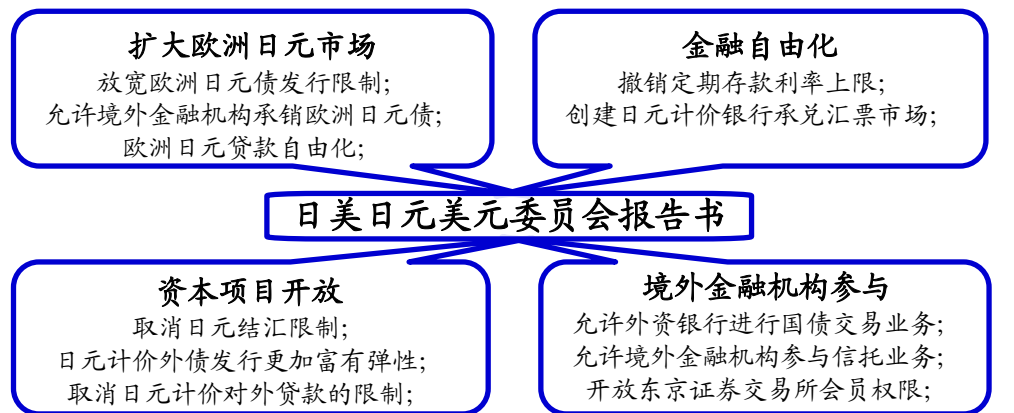 扩大欧洲日元市场
放宽欧洲日元债发行限制;
允许境外金融机构承销欧洲日元债;
欧洲日元贷款自由化;
金融自由化
撤销定期存款利率上限;
创建日元计价银行承兑汇票市场;
日美日元美元委员会报告书
资本项目开放
取消日元结汇限制;
日元计价外债发行更加富有弹性;
取消日元计价对外贷款的限制;
境外金融机构参与
允许外资银行进行国债交易业务;
允许境外金融机构参与信托业务;
开放东京证券交易所会员权限;